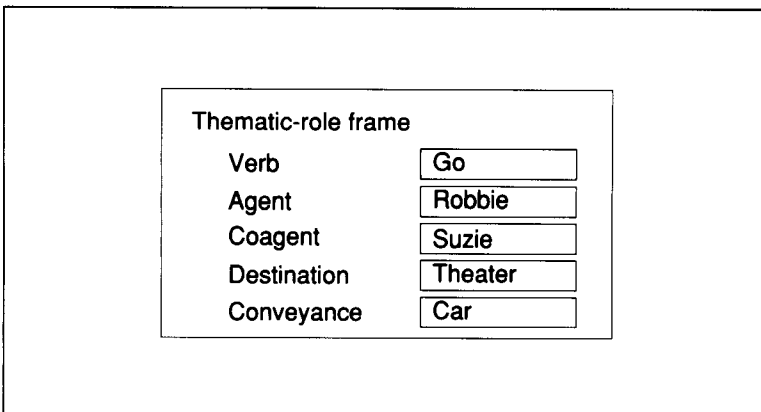 Thematic-role frame
Verb Go
Agent Robbie
Coagent Suzie
Destination Theater
Conveyance Car